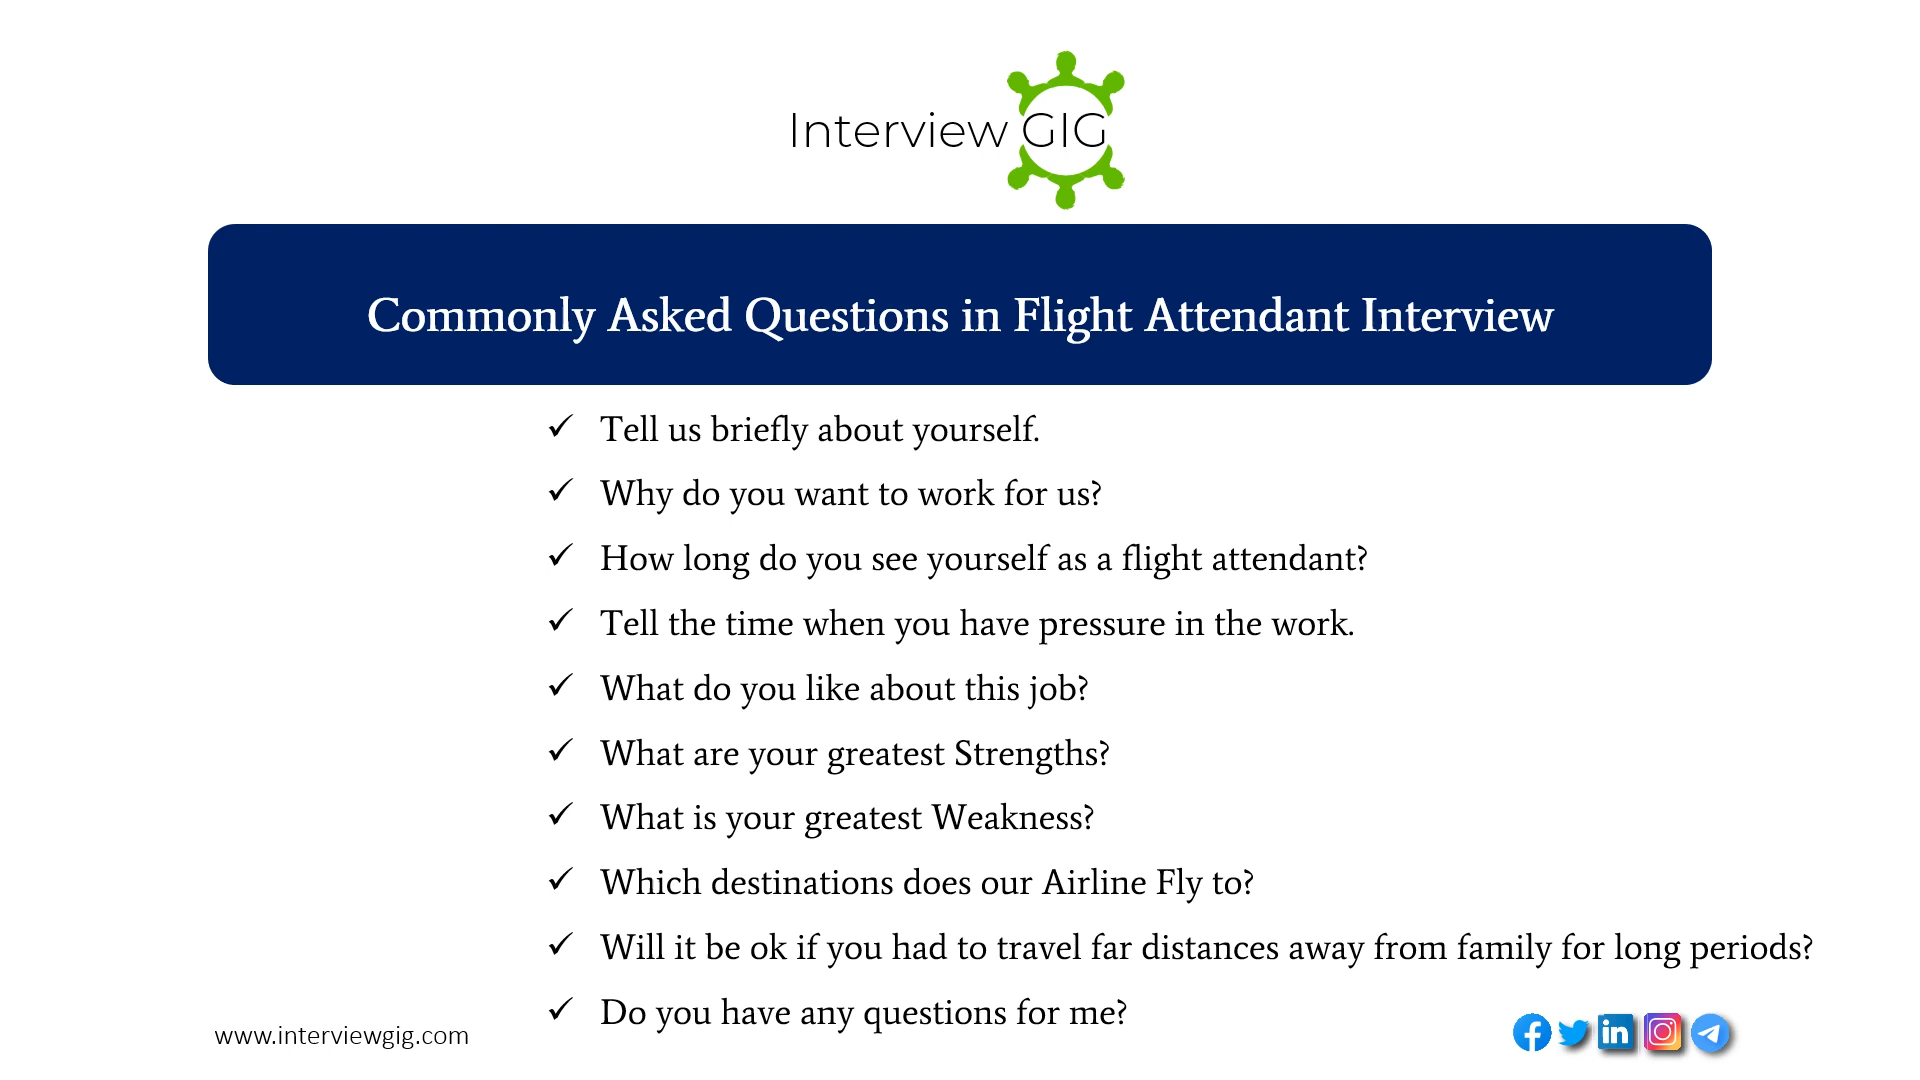 Interview GIG
Commonly Asked Questions in Flight Attendant Interview
Tell us briefly about yourself.
Why do you want to work for us?
How long do you see yourself as a flight attendant?
Tell the time when you have pressure in the work.
What do you like about this job?
What are your greatest Strengths?
What is your greatest Weakness?
Which destinations does our Airline Fly to?
Will it be ok if you had to travel far distances away from family for long periods?
Do you have any questions for me?
www.interviewgig.com